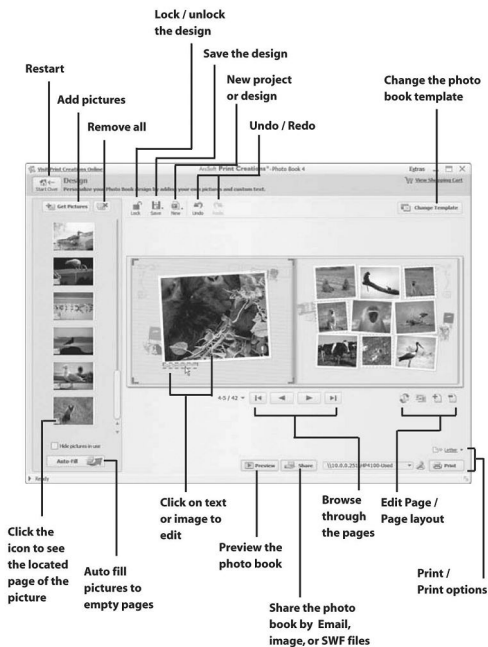 Lock / unlock
the design
Save the design
New project
or design
Restart
Change the photo
book template
Add pictures
Undo / Redo
Remove all
Visit Print Creations Online
ArcSoft Print Creations™-Photo Book 4
Extras
Start Over
Design
Personalize your Photo Book design by adding your own pictures and custom text.
View Shopping Cart
Get Pictures
Lock
Save
New
Undo
Redo
Change Template
4-5 / 42
Hide pictures in use
Letter
Auto-Fill
Preview
Share
Print
Ready
Click on text
or image to
edit
Browse
through
the pages
Edit Page /
Page layout
Click the
icon to see
the located
page of the
picture
Preview the
photo book
Auto fill
pictures to
empty pages
Print /
Print options
Share the photo
book by Email,
image, or SWF files